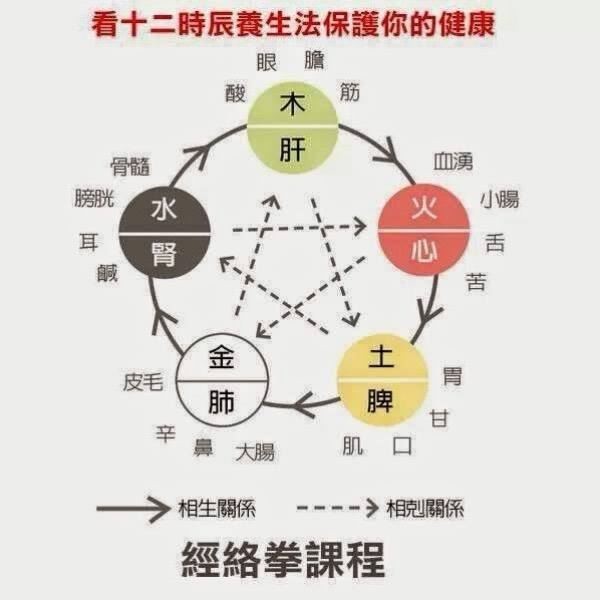 看十二時辰養生法保護你的健康
眼
膽
酸
筋
木
肝
骨髓
膀胱
耳
鹹
水
腎
血湧
小腸
舌
苦
火
心
金
肺
皮毛
辛
鼻
大腸
土
脾
胃
甘
口
肌
相生關係
相剋關係
經絡拳課程